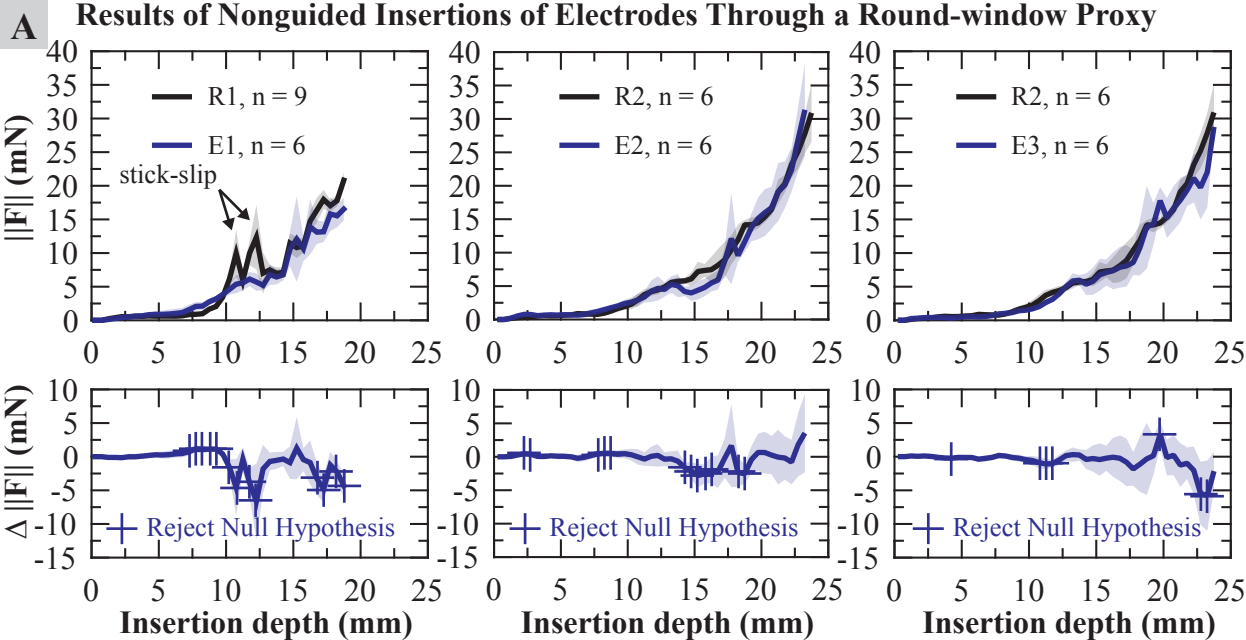 A
Results of Nonguided Insertions of Electrodes Through a Round-window Proxy
||F|| (mN)
40
35
30
25
20
15
10
5
0
R1, n = 9
E1, n = 6
stick-slip
0 5 10 15 20 25
40
35
30
25
20
15
10
5
0
R2, n = 6
E2, n = 6
0 5 10 15 20 25
40
35
30
25
20
15
10
5
0
R2, n = 6
E3, n = 6
0 5 10 15 20 25
Δ ||F|| (mN)
10
5
0
-5
-10
-15
Reject Null Hypothesis
0 5 10 15 20 25
Insertion depth (mm)
10
5
0
-5
-10
-15
Reject Null Hypothesis
0 5 10 15 20 25
Insertion depth (mm)
10
5
0
-5
-10
-15
Reject Null Hypothesis
0 5 10 15 20 25
Insertion depth (mm)